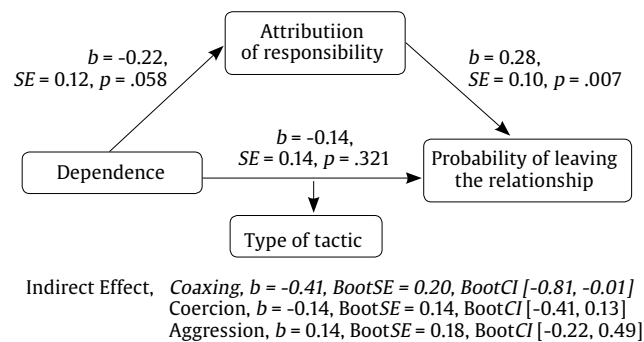 Attributiion
of responsibility
b = -0.22,
SE = 0.12, p = .058
b = 0.28,
SE = 0.10, p = .007
b = -0.14,
SE = 0.14, p = .321
Dependence
Probability of leaving
the relationship
Type of tactic
Indirect Effect, Coaxing, b = -0.41, BootSE = 0.20, BootCI [-0.81, -0.01]
Coercion, b = -0.14, BootSE = 0.14, BootCI [-0.41, 0.13]
Aggression, b = 0.14, BootSE = 0.18, BootCI [-0.22, 0.49]